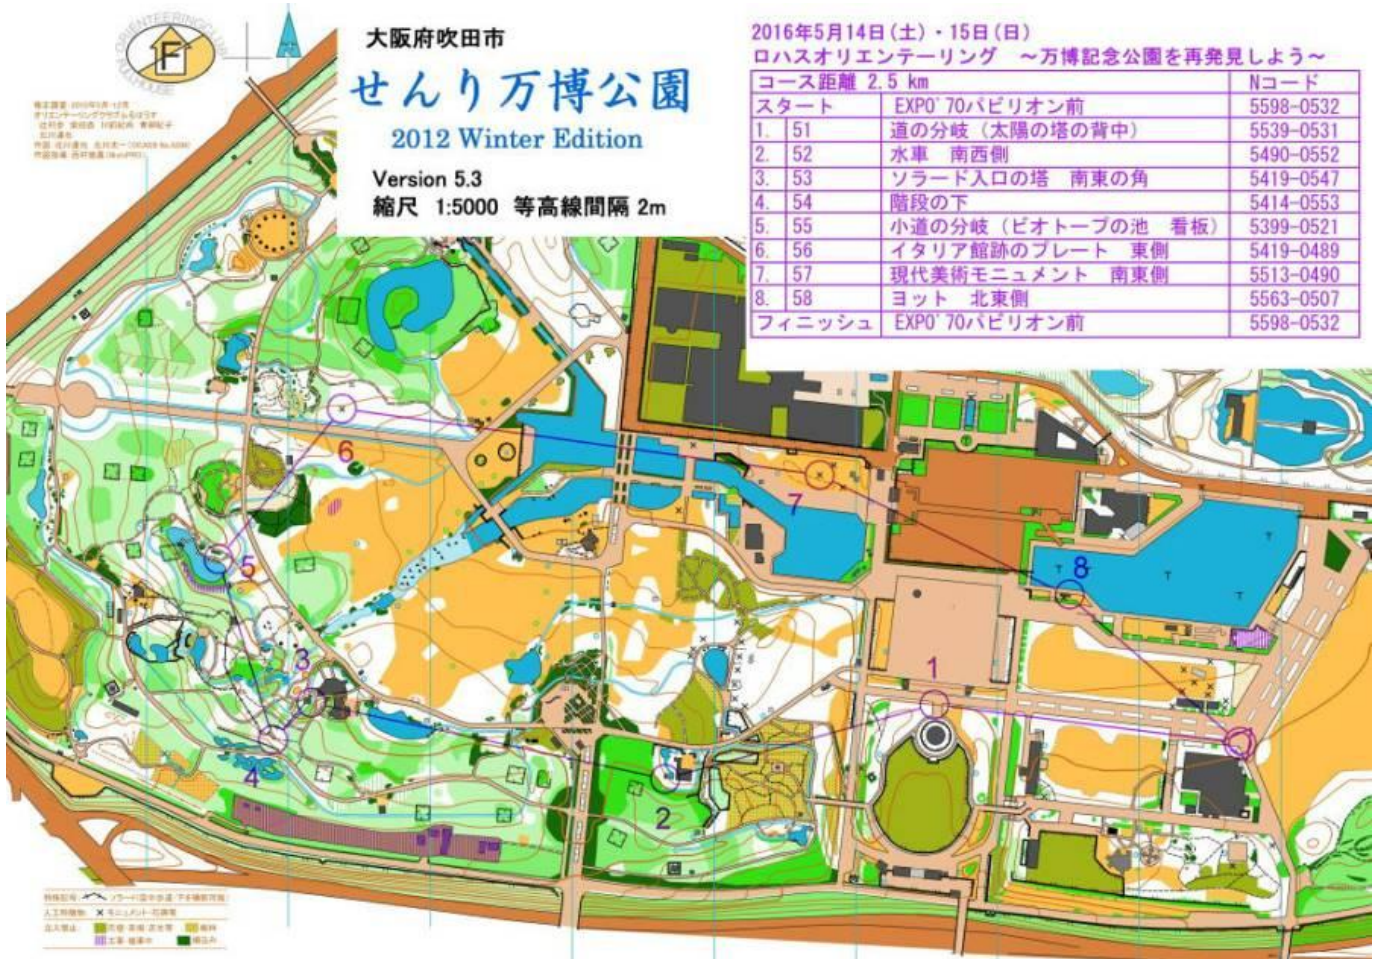 ORIENTEERINGCLUB
F
FULLHOUSE
大阪府吹田市
せんり万博公園
2012 Winter Edition
Version 5.3
縮尺 1:5000 等高線間隔 2m
2016年5月14日(土)・15日(日)
ロハスオリエンテーリング ～万博記念公園を再発見しよう～
コース距離 2.5 km Nコード
スタート EXPO'70パビリオン前 5598-0532
1. 51 道の分岐（太陽の塔の背中） 5539-0531
2. 52 水車 南西側 5490-0552
3. 53 ソラード入口の塔 南東の角 5419-0547
4. 54 階段の下 5414-0553
5. 55 小道の分岐（ビオトープの池 看板） 5399-0521
6. 56 イタリア館跡のプレート 東側 5419-0489
7. 57 現代美術モニュメント 南東側 5513-0490
8. 58 ヨット 北東側 5563-0507
フィニッシュ EXPO'70パビリオン前 5598-0532
6
7
5
8
3
1
4
2